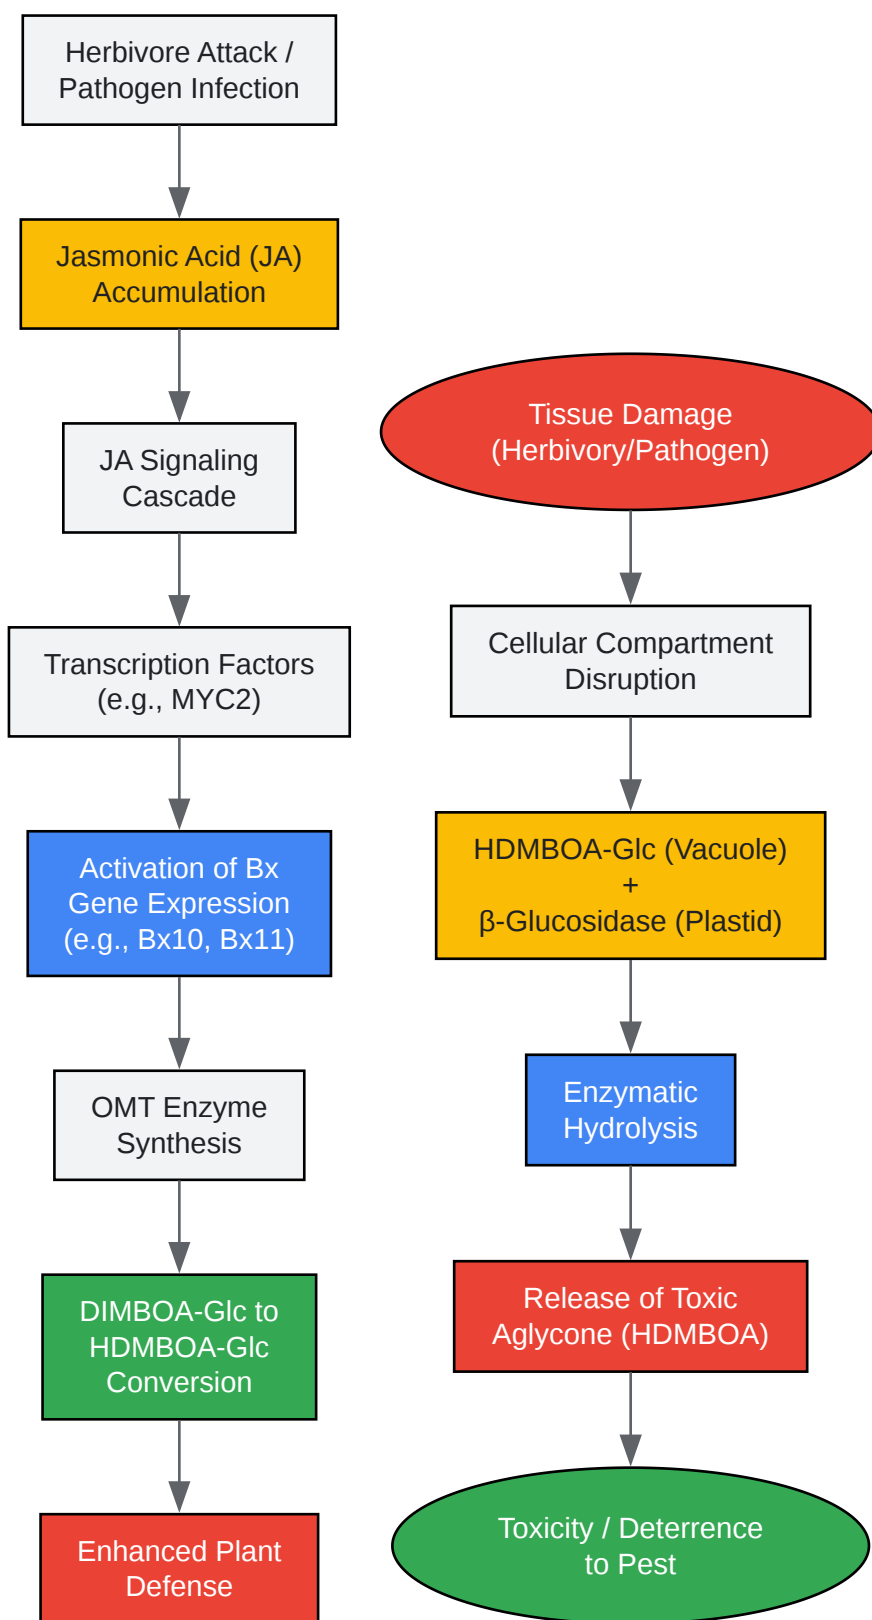 Herbivore Attack /
Pathogen Infection
Jasmonic Acid (JA)
Accumulation
JA Signaling
Cascade
Transcription Factors
(e.g., MYC2)
Activation of Bx
Gene Expression
(e.g., Bx10, Bx11)
OMT Enzyme
Synthesis
DIMBOA-Glc to
HDMBOA-Glc
Conversion
Enhanced Plant
Defense
Tissue Damage
(Herbivory/Pathogen)
Cellular Compartment
Disruption
HDMBOA-Glc (Vacuole)
+
β-Glucosidase (Plastid)
Enzymatic
Hydrolysis
Release of Toxic
Aglycone (HDMBOA)
Toxicity / Deterrence
to Pest